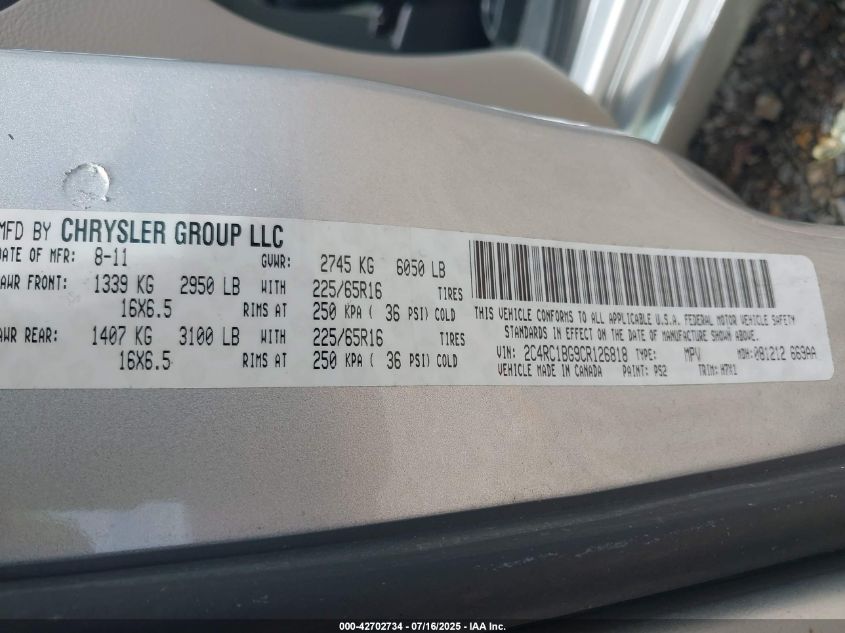 MFD BY CHRYSLER GROUP LLC
DATE OF MFR: 8-11 GVWR: 2745 KG 6050 LB
GAWR FRONT: 1339 KG 2950 LB WITH 225/65R16 TIRES
16X6.5 RIMS AT 250 KPA ( 36 PSI) COLD
GAWR REAR: 1407 KG 3100 LB WITH 225/65R16 TIRES
16X6.5 RIMS AT 250 KPA ( 36 PSI) COLD
THIS VEHICLE CONFORMS TO ALL APPLICABLE U.S.A. FEDERAL MOTOR VEHICLE SAFETY
STANDARDS IN EFFECT ON THE DATE OF MANUFACTURE SHOWN ABOVE.
VIN: 2C4RC1BG9CR126818 TYPE: MPV MDH: 081212 669AA
VEHICLE MADE IN CANADA PAINT: PS2 TRIM: H7M1
000-42702734 - 07/16/2025 - IAA Inc.